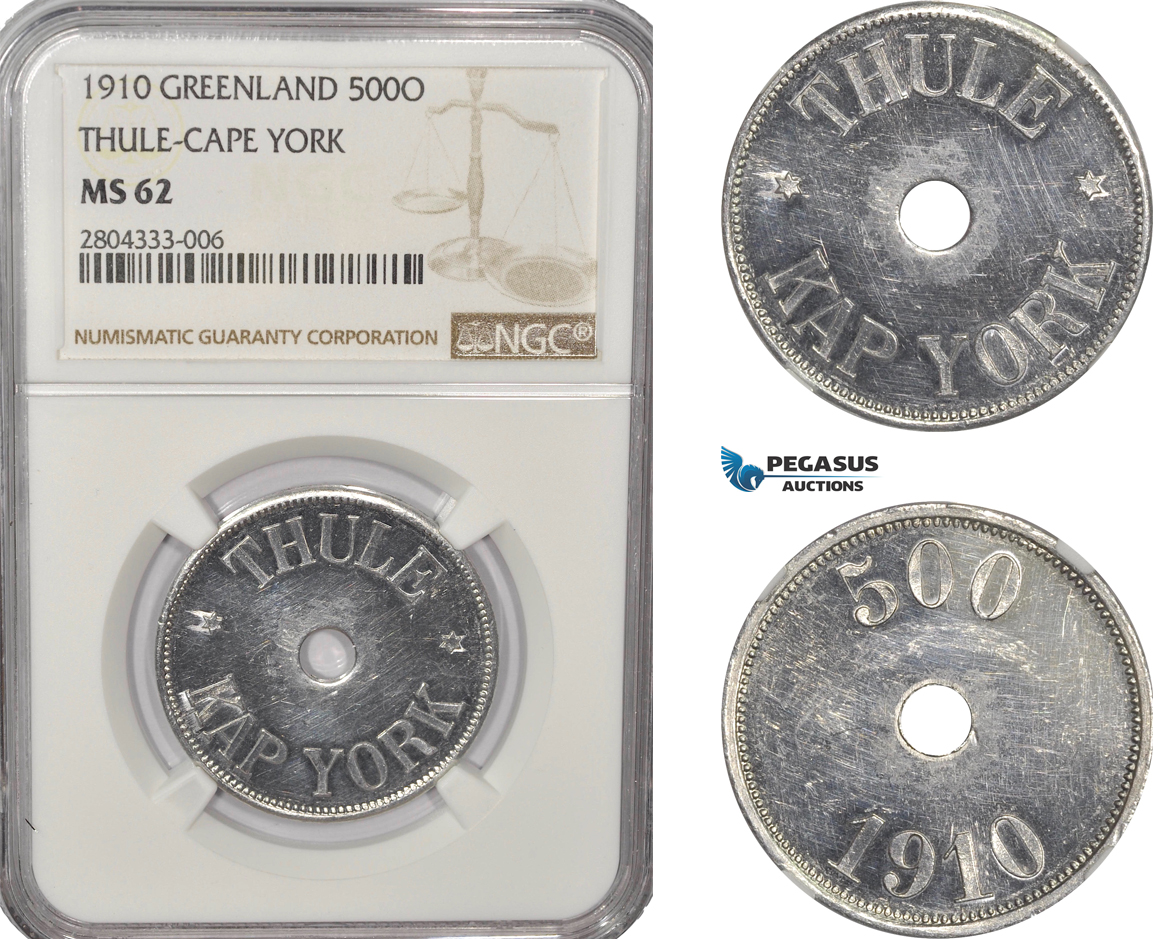 1910 GREENLAND 500O
THULE-CAPE YORK
MS 62
2804333-006
NUMISMATIC GUARANTY CORPORATION
NGC®
THULE
KAP YORK
THULE
KAP YORK
PEGASUS
AUCTIONS
500
1910